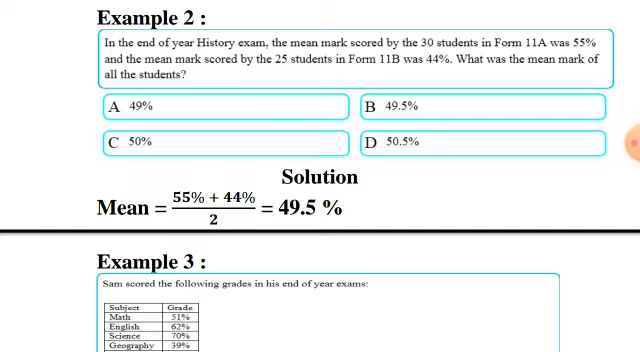 Example 2 :
In the end of year History exam, the mean mark scored by the 30 students in Form 11A was 55%
and the mean mark scored by the 25 students in Form 11B was 44%. What was the mean mark of
all the students?
A 49%
B 49.5%
C 50%
D 50.5%
Solution
Mean = 55% + 44% / 2 = 49.5 %
Example 3 :
Sam scored the following grades in his end of year exams:
Subject Grade
Math 51%
English 62%
Science 70%
Geography 39%